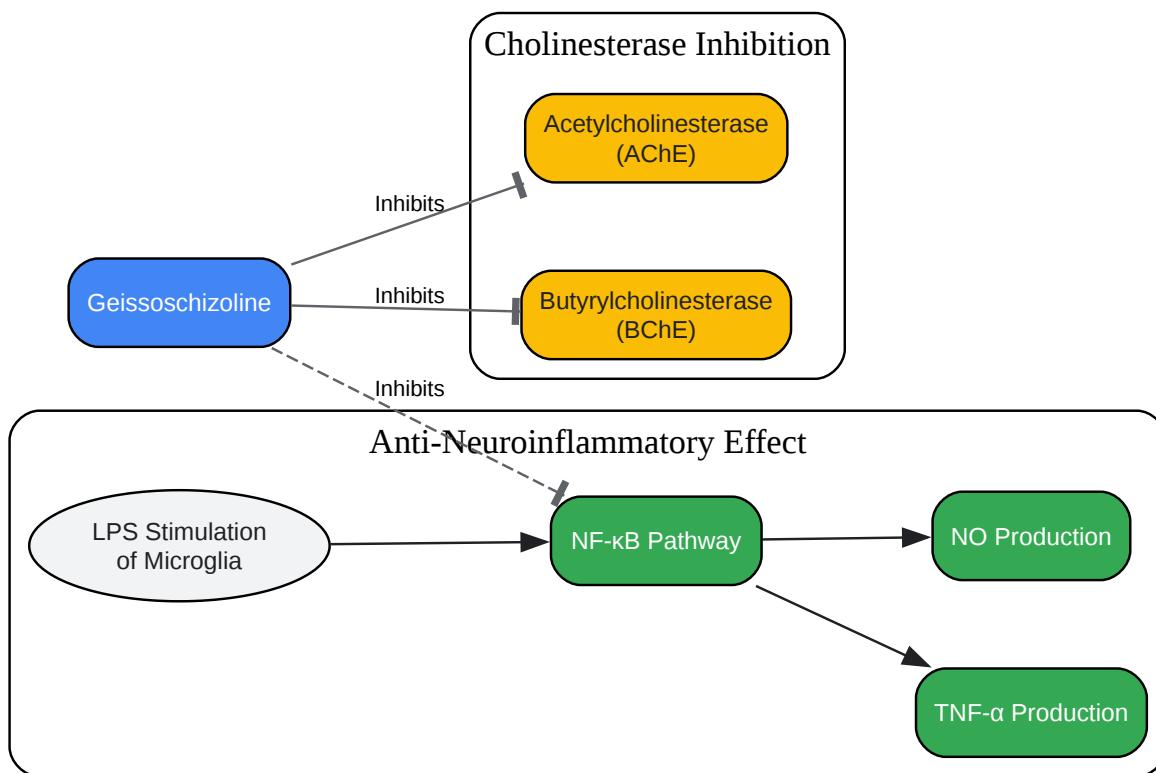 Cholinesterase Inhibition
Acetylcholinesterase
(AChE)
Inhibits
Geissoschizoline
Inhibits
Butyrylcholinesterase
(BChE)
Inhibits
Anti-Neuroinflammatory Effect
LPS Stimulation
of Microglia
NF-κB Pathway
NO Production
TNF-α Production